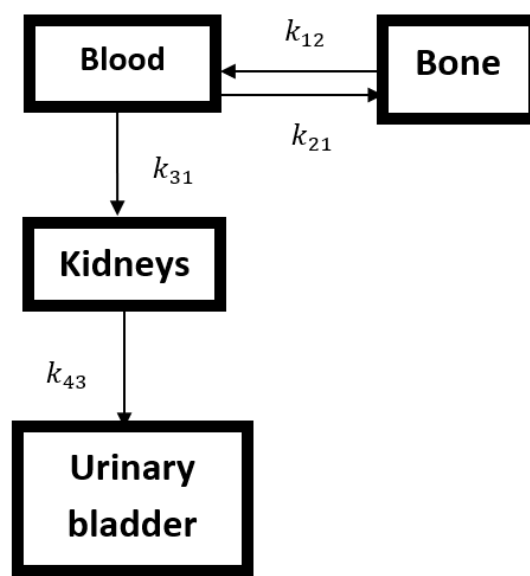 Blood
k₁₂
Bone
k₂₁
k₃₁
Kidneys
k₄₃
Urinary
bladder